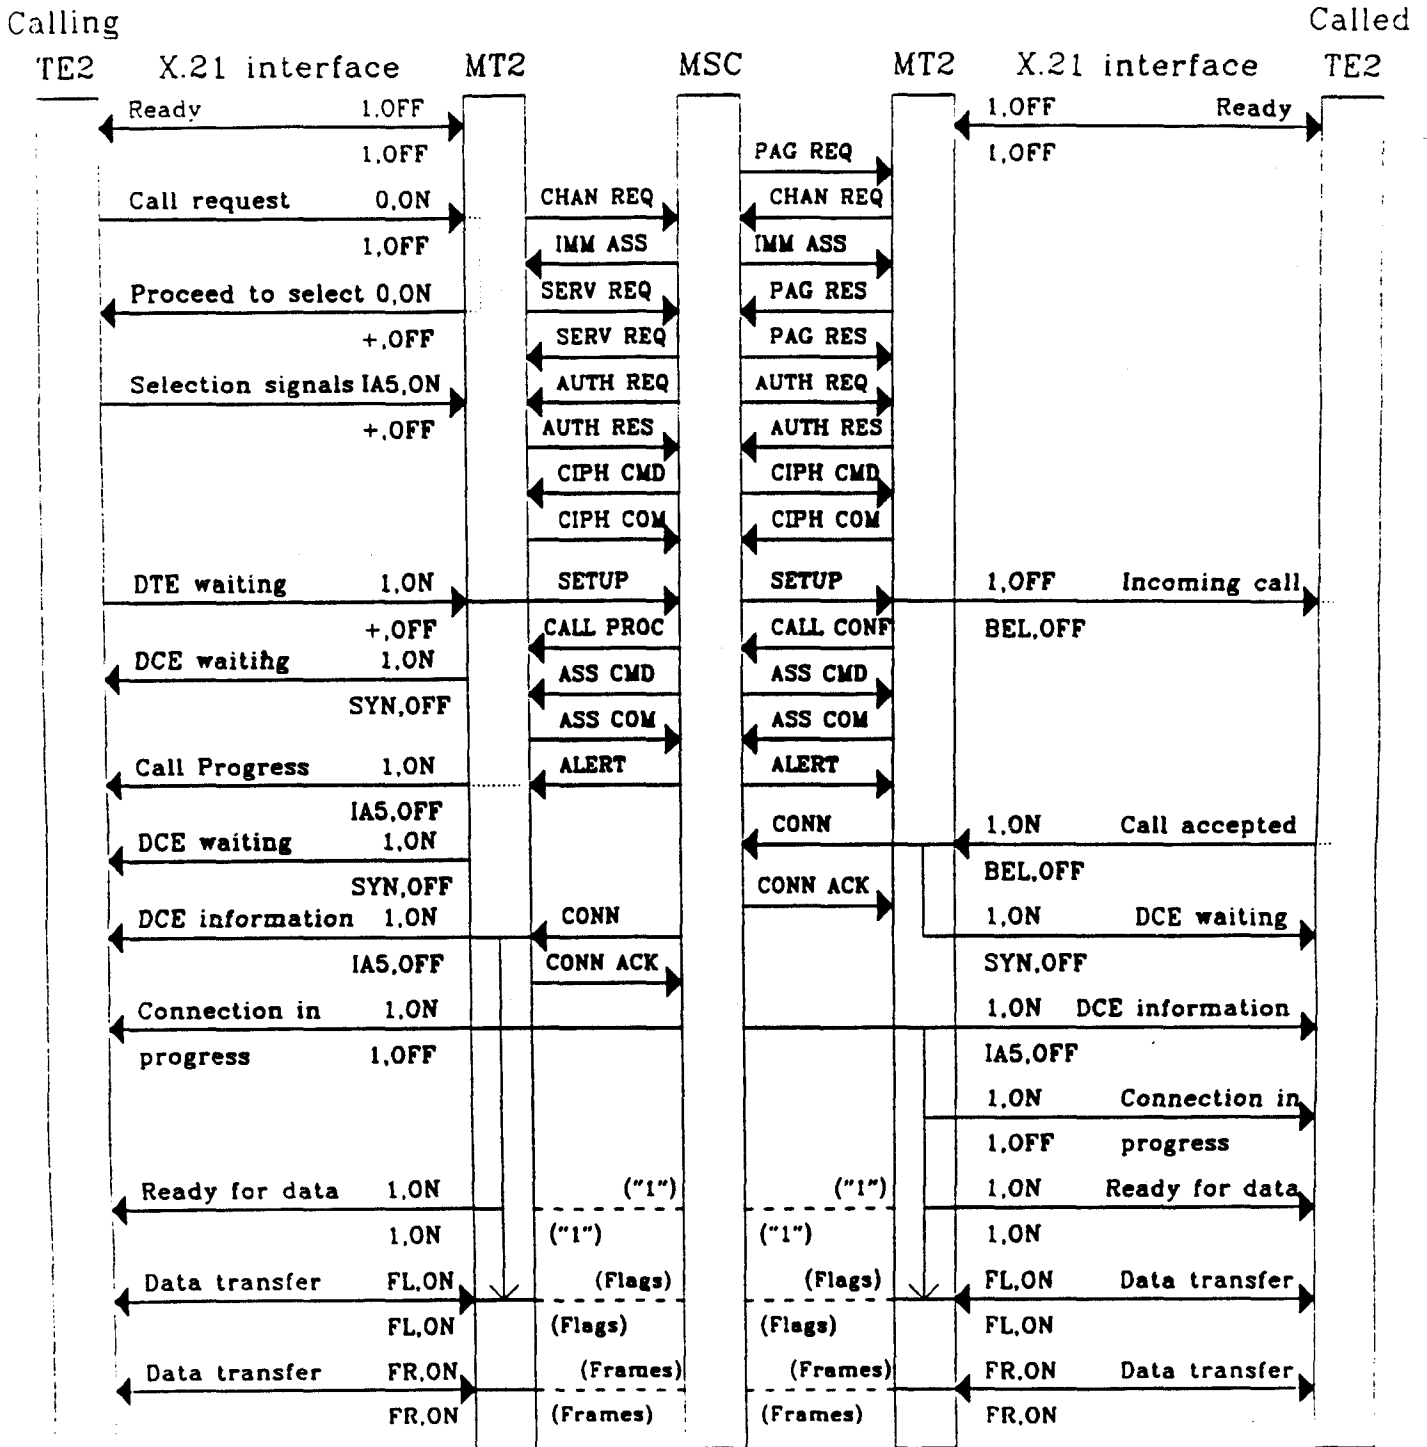 Calling Called
TE2 X.21 interface MT2 MSC MT2 X.21 interface TE2
Ready 1,OFF 1,OFF Ready
1,OFF PAG REQ 1,OFF
Call request 0,ON CHAN REQ CHAN REQ
1,OFF IMM ASS IMM ASS
Proceed to select 0,ON SERV REQ PAG RES
+,OFF SERV REQ PAG RES
Selection signals IA5,ON AUTH REQ AUTH REQ
+,OFF AUTH RES AUTH RES
CIPH CMD CIPH CMD
CIPH COM CIPH COM
DTE waiting 1,ON SETUP SETUP 1,OFF Incoming call
+,OFF CALL PROC CALL CONF BEL,OFF
DCE waiting 1,ON ASS CMD ASS CMD
SYN,OFF ASS COM ASS COM
Call Progress 1,ON ALERT ALERT
IA5,OFF CONN 1,ON Call accepted
DCE waiting 1,ON BEL,OFF
SYN,OFF CONN ACK
DCE information 1,ON CONN 1,ON DCE waiting
IA5,OFF CONN ACK SYN,OFF
Connection in 1,ON 1,ON DCE information
progress 1,OFF IA5,OFF
1,ON Connection in
1,OFF progress
Ready for data 1,ON ("1") ("1") 1,ON Ready for data
1,ON ("1") ("1") 1,ON
Data transfer FL,ON (Flags) (Flags) FL,ON Data transfer
FL,ON (Flags) (Flags) FL,ON
Data transfer FR,ON (Frames) (Frames) FR,ON Data transfer
FR,ON (Frames) (Frames) FR,ON